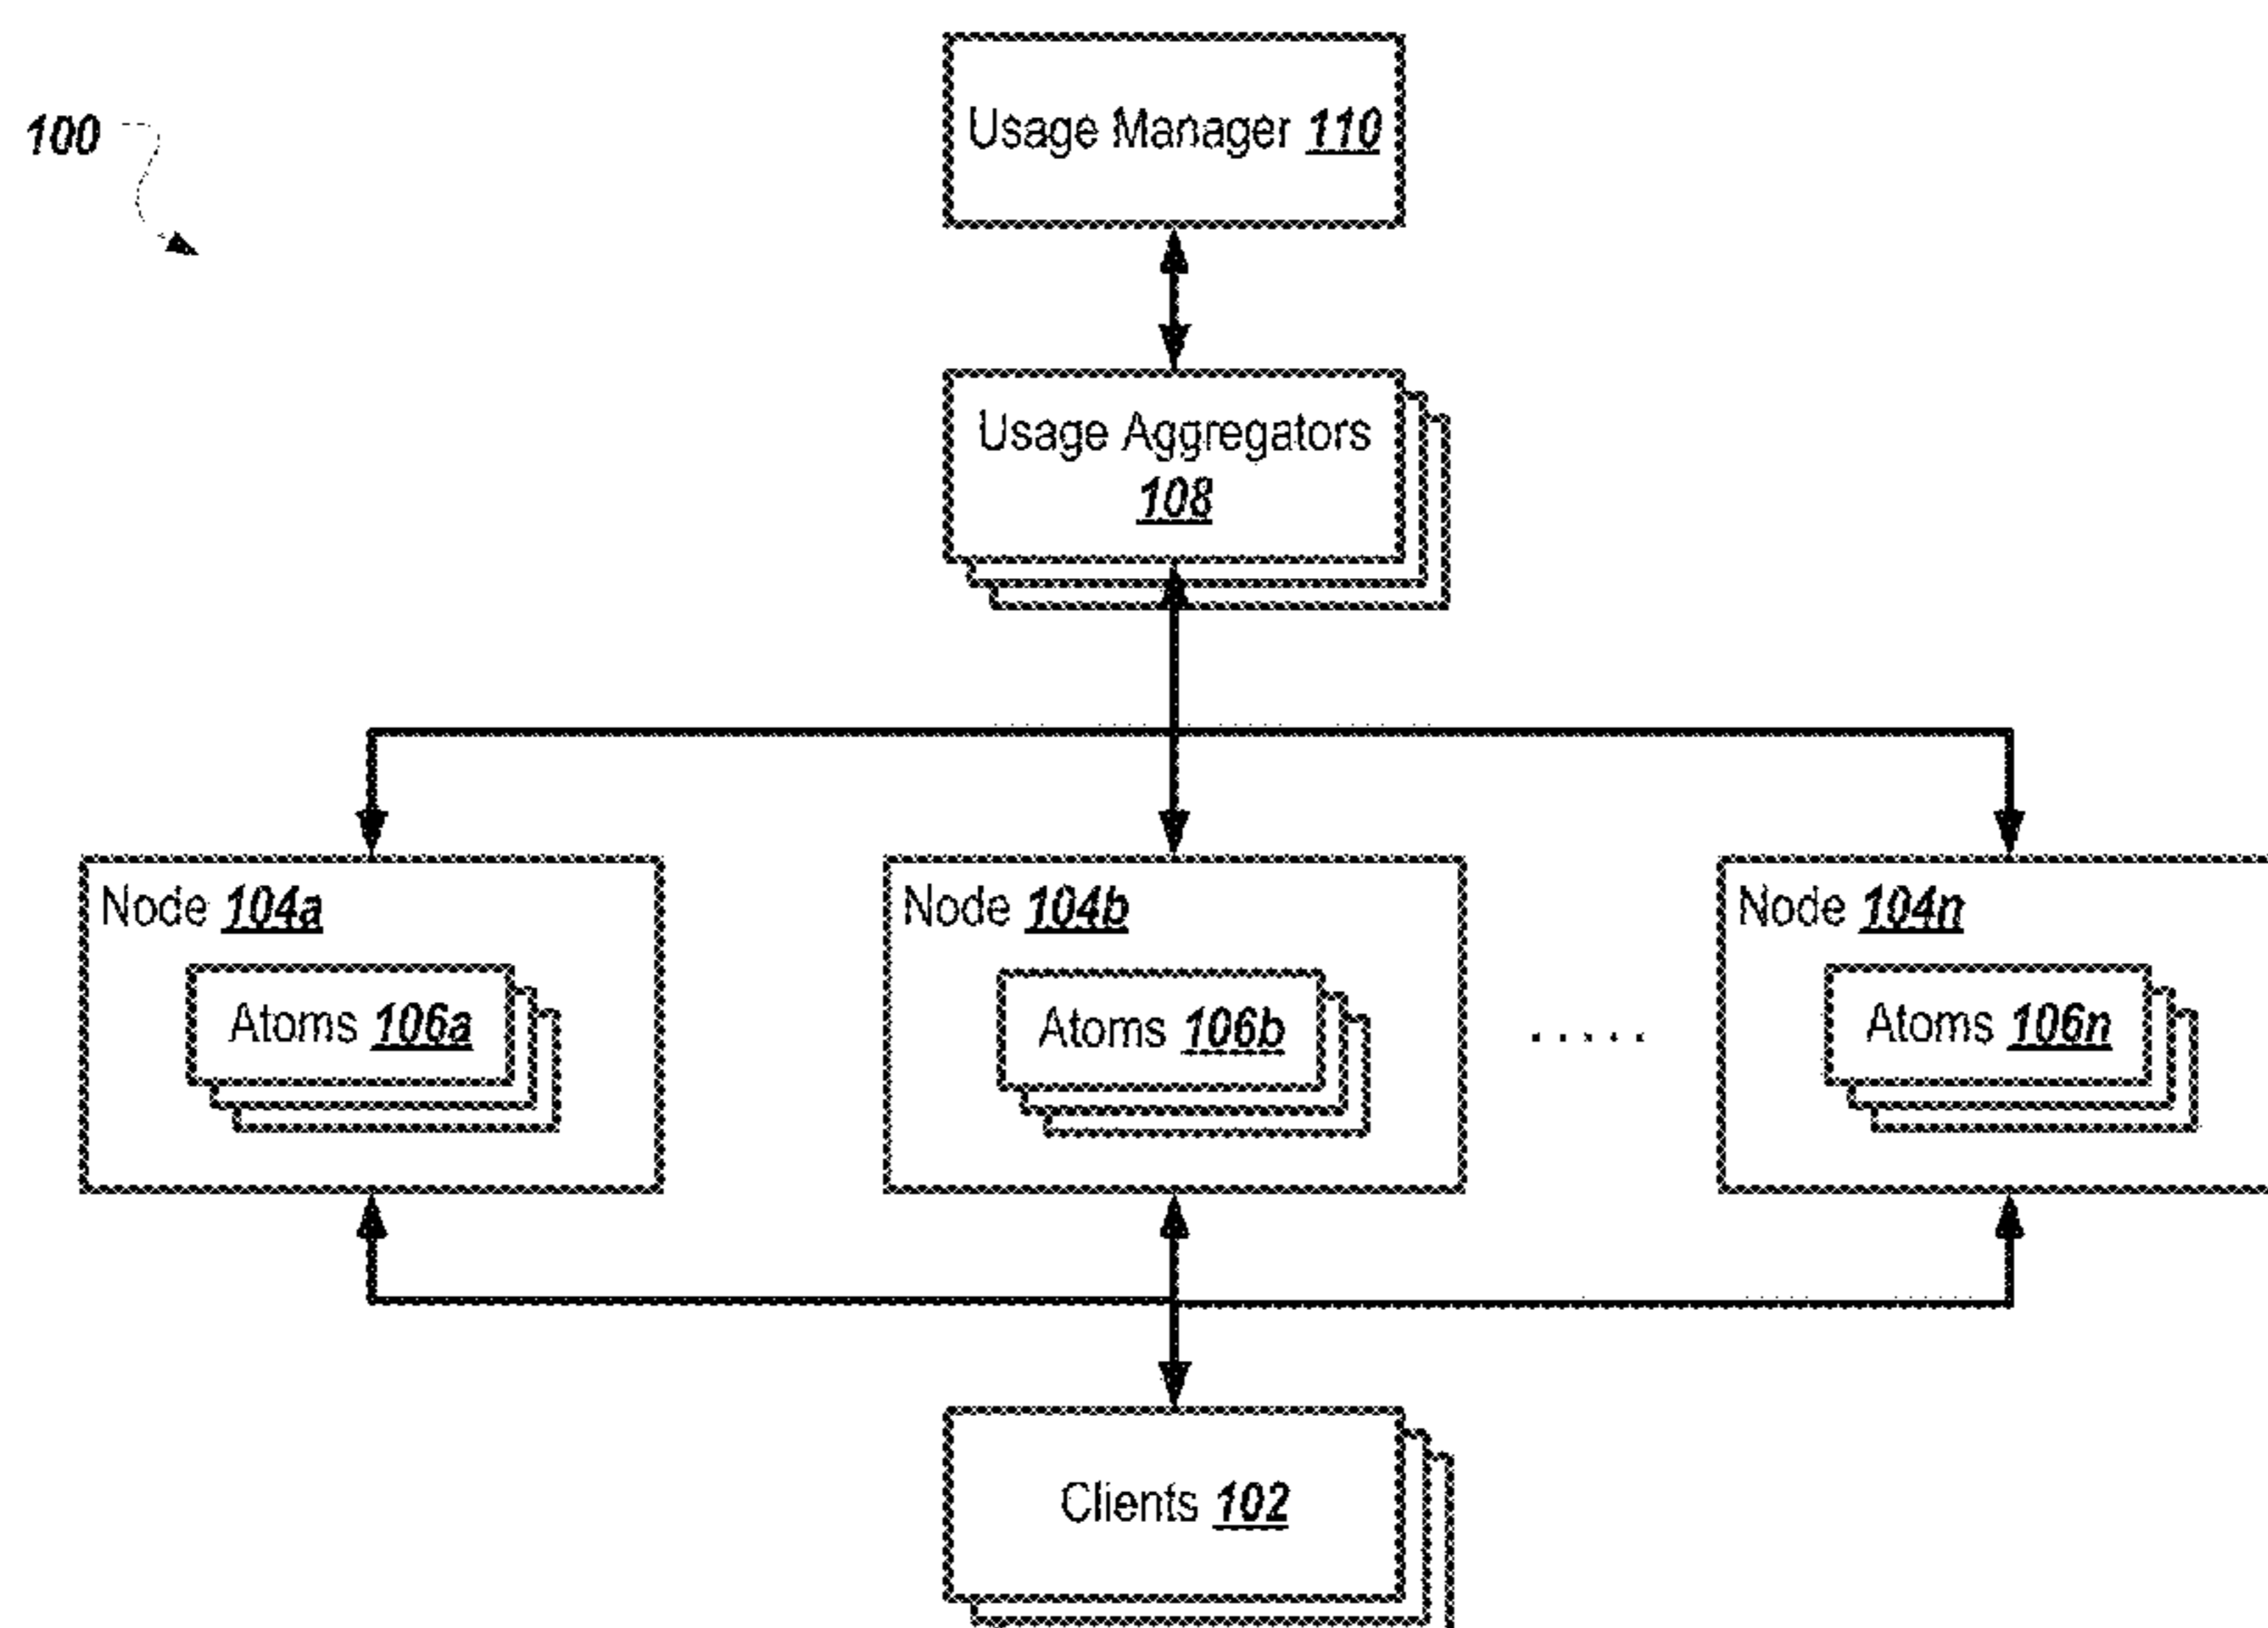 100
Usage Manager 110
Usage Aggregators
108
Node 104a
Node 104b
Node 104n
Atoms 106a
Atoms 106b
.....
Atoms 106n
Clients 102